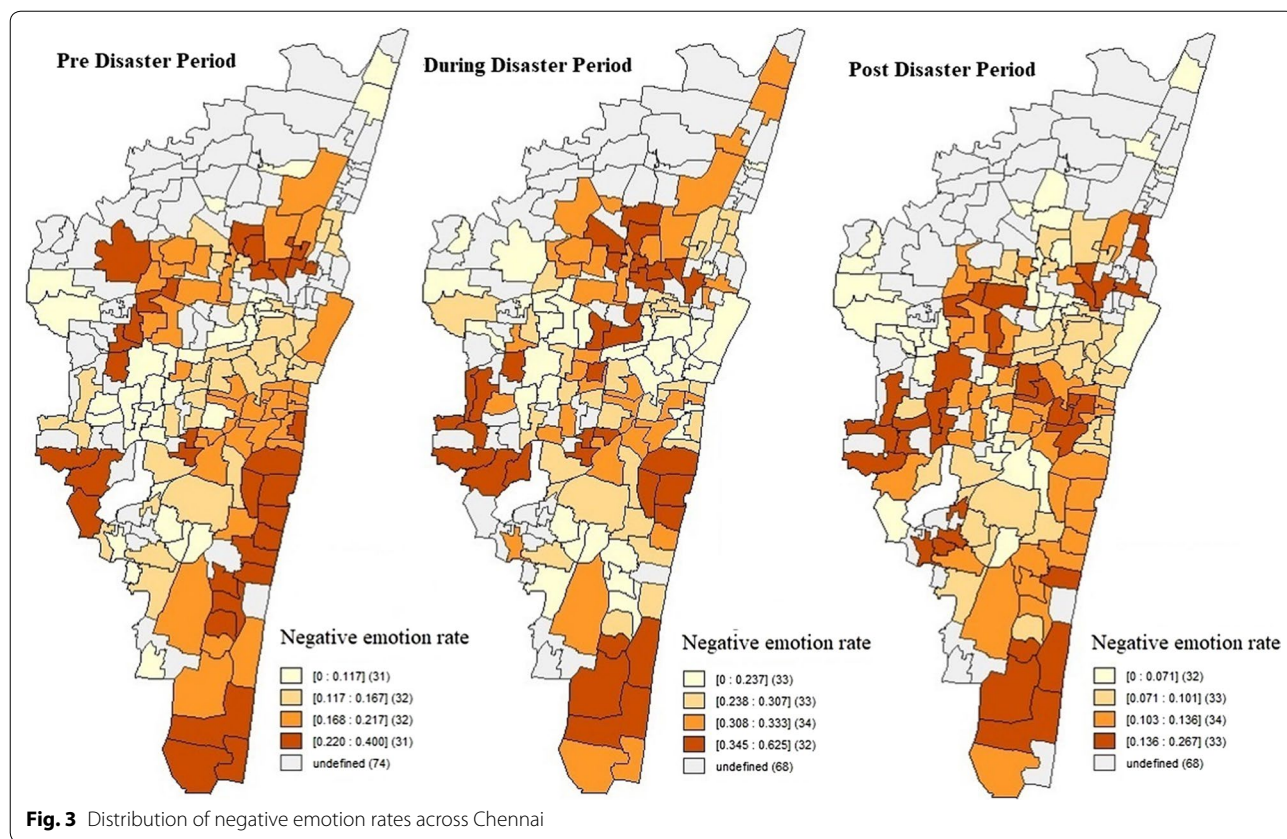 Pre Disaster Period
During Disaster Period
Post Disaster Period
Negative emotion rate
[0 : 0.117] (31)
[0.117 : 0.167] (32)
[0.168 : 0.217] (32)
[0.220 : 0.400] (31)
undefined (74)
Negative emotion rate
[0 : 0.237] (33)
[0.238 : 0.307] (33)
[0.308 : 0.333] (34)
[0.345 : 0.625] (32)
undefined (68)
Negative emotion rate
[0 : 0.071] (32)
[0.071 : 0.101] (33)
[0.103 : 0.136] (34)
[0.136 : 0.267] (33)
undefined (68)
Fig. 3 Distribution of negative emotion rates across Chennai